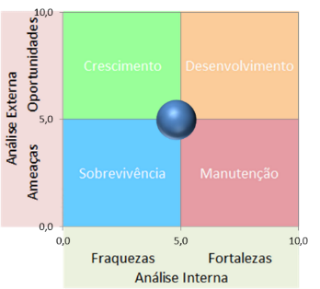 10,0
Análise Externa
Oportunidades
Crescimento
Desenvolvimento
5,0
Ameaças
Sobrevivência
Manutenção
0,0
0,0
5,0
10,0
Fraquezas
Fortalezas
Análise Interna